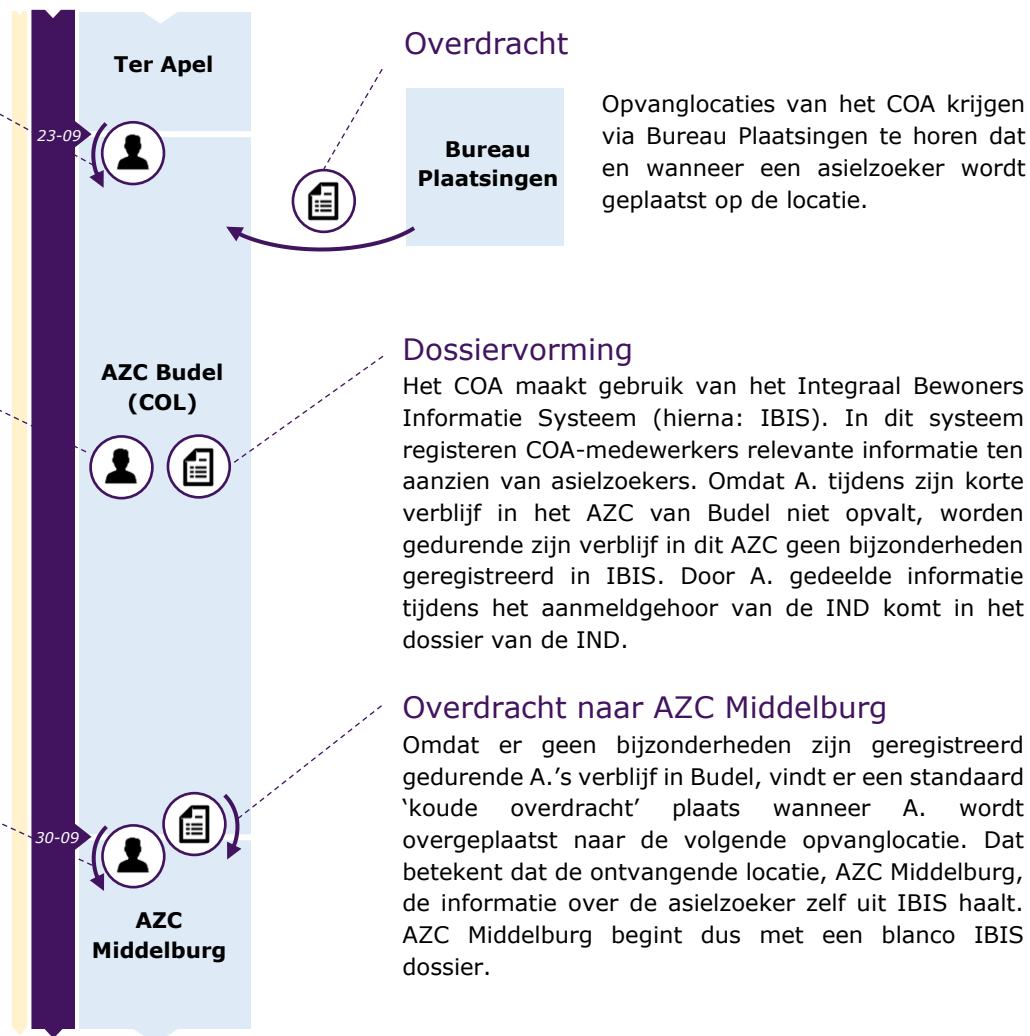 Ter Apel
23-09
Overdracht
Bureau
Plaatsingen
Opvanglocaties van het COA krijgen
via Bureau Plaatsingen te horen dat
en wanneer een asielzoeker wordt
geplaatst op de locatie.
AZC Budel
(COL)
Dossiervorming
Het COA maakt gebruik van het Integraal Bewoners
Informatie Systeem (hierna: IBIS). In dit systeem
registeren COA-medewerkers relevante informatie ten
aanzien van asielzoekers. Omdat A. tijdens zijn korte
verblijf in het AZC van Budel niet opvalt, worden
gedurende zijn verblijf in dit AZC geen bijzonderheden
geregistreerd in IBIS. Door A. gedeelde informatie
tijdens het aanmeldgehoor van de IND komt in het
dossier van de IND.
30-09
AZC
Middelburg
Overdracht naar AZC Middelburg
Omdat er geen bijzonderheden zijn geregistreerd
gedurende A.'s verblijf in Budel, vindt er een standaard
‘koude overdracht’ plaats wanneer A. wordt
overgeplaatst naar de volgende opvanglocatie. Dat
betekent dat de ontvangende locatie, AZC Middelburg,
de informatie over de asielzoeker zelf uit IBIS haalt.
AZC Middelburg begint dus met een blanco IBIS
dossier.